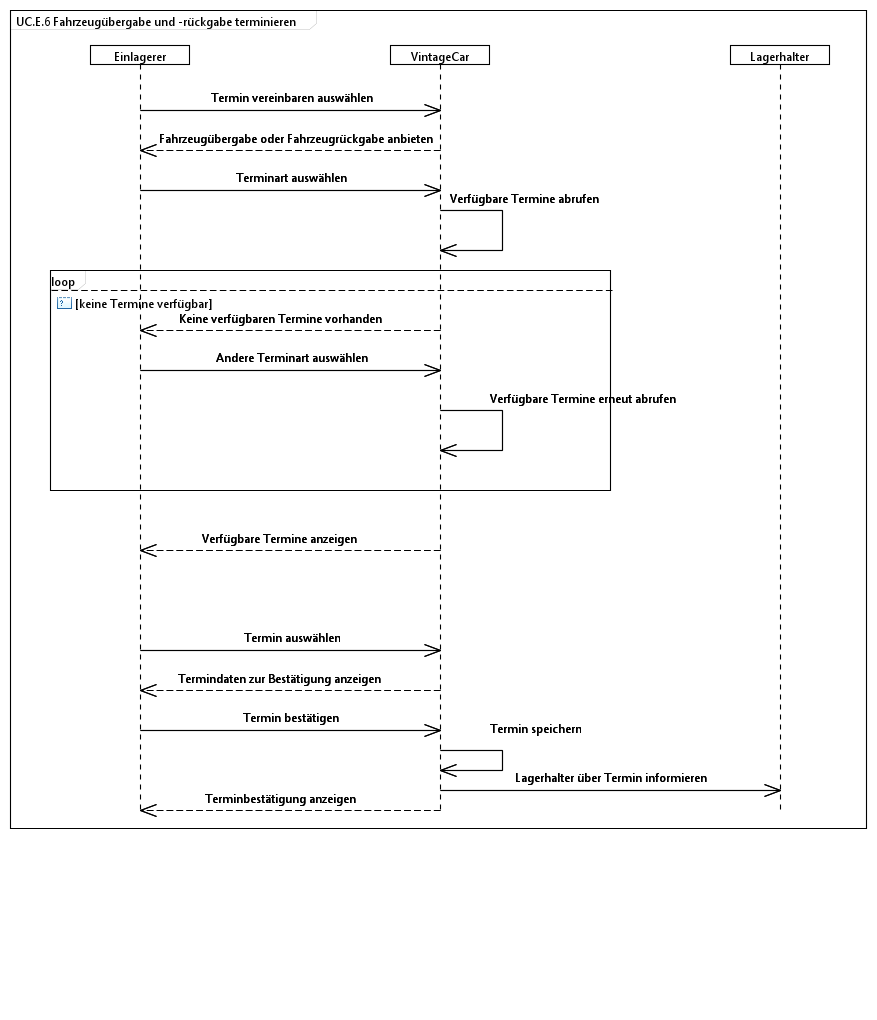 UC.E.6 Fahrzeugübergabe und -rückgabe terminieren
Einlagerer
VintageCar
Lagerhalter
Termin vereinbaren auswählen
Fahrzeugübergabe oder Fahrzeugrückgabe anbieten
Terminart auswählen
Verfügbare Termine abrufen
loop
? [keine Termine verfügbar]
Keine verfügbaren Termine vorhanden
Andere Terminart auswählen
Verfügbare Termine erneut abrufen
Verfügbare Termine anzeigen
Termin auswählen
Termindaten zur Bestätigung anzeigen
Termin bestätigen
Termin speichern
Lagerhalter über Termin informieren
Terminbestätigung anzeigen